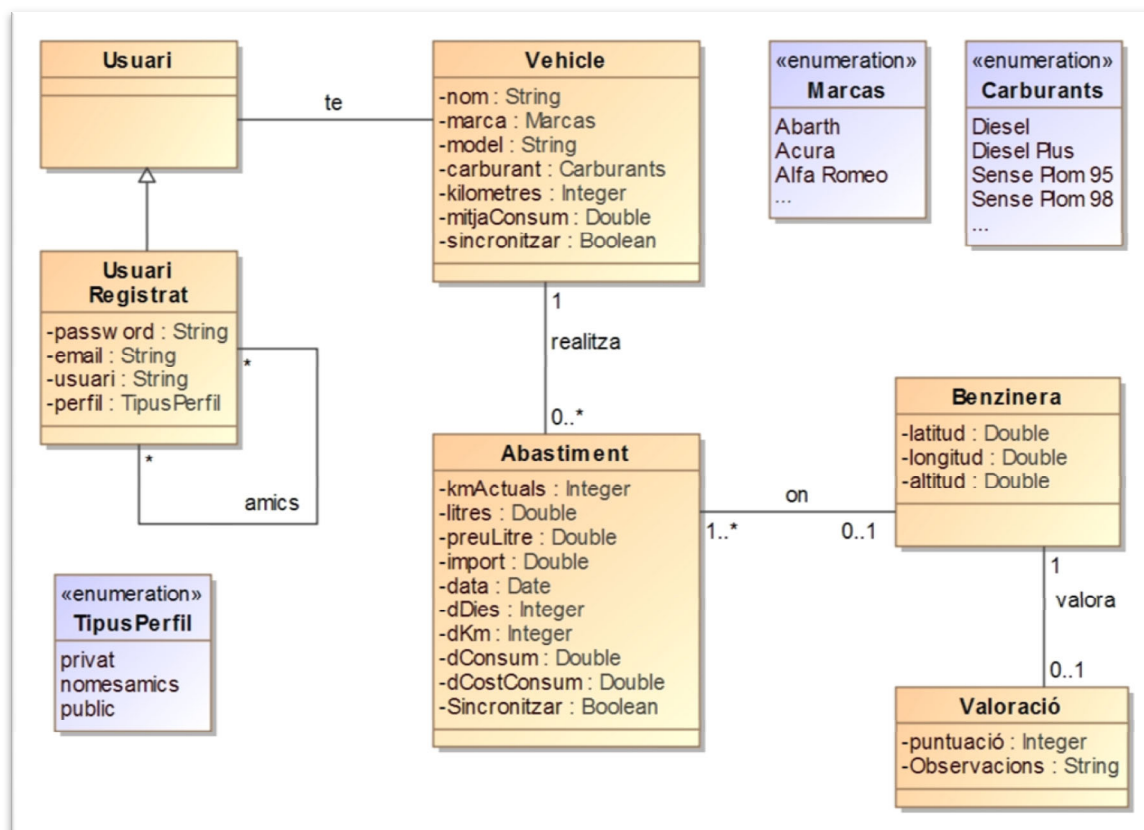 Usuari
te
Vehicle
-nom : String
-marca : Marcas
-model : String
-carburant : Carburants
-kilometres : Integer
-mitjaConsum : Double
-sincronitzar : Boolean
«enumeration»
Marcas
Abarth
Acura
Alfa Romeo
...
«enumeration»
Carburants
Diesel
Diesel Plus
Sense Plom 95
Sense Plom 98
...
Usuari
Registrat
-password : String
-email : String
-usuari : String
-perfil : TipusPerfil
*
*
amics
1
realitza
0..*
Abastiment
-kmActuals : Integer
-litres : Double
-preuLitre : Double
-import : Double
-data : Date
-dDies : Integer
-dKm : Integer
-dConsum : Double
-dCostConsum : Double
-Sincronitzar : Boolean
on
1..*
0..1
Benzinera
-latitud : Double
-longitud : Double
-altitud : Double
1
valora
0..1
Valoració
-puntuació : Integer
-Observacions : String
«enumeration»
TipusPerfil
privat
nomesamics
public